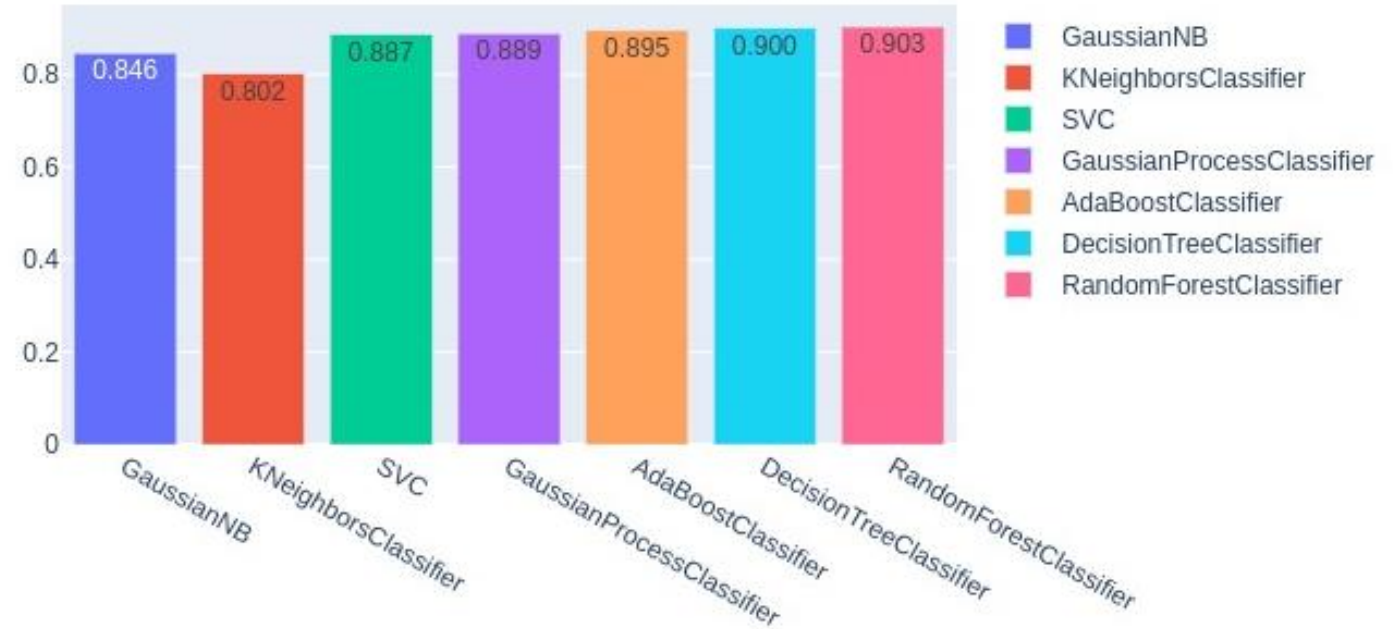 0.8
0.6
0.4
0.2
0
0.846
0.802
0.887
0.889
0.895
0.900
0.903
GaussianNB
KNeighborsClassifier
SVC
GaussianProcessClassifier
AdaBoostClassifier
DecisionTreeClassifier
RandomForestClassifier
GaussianNB
KNeighborsClassifier
SVC
GaussianProcessClassifier
AdaBoostClassifier
DecisionTreeClassifier
RandomForestClassifier